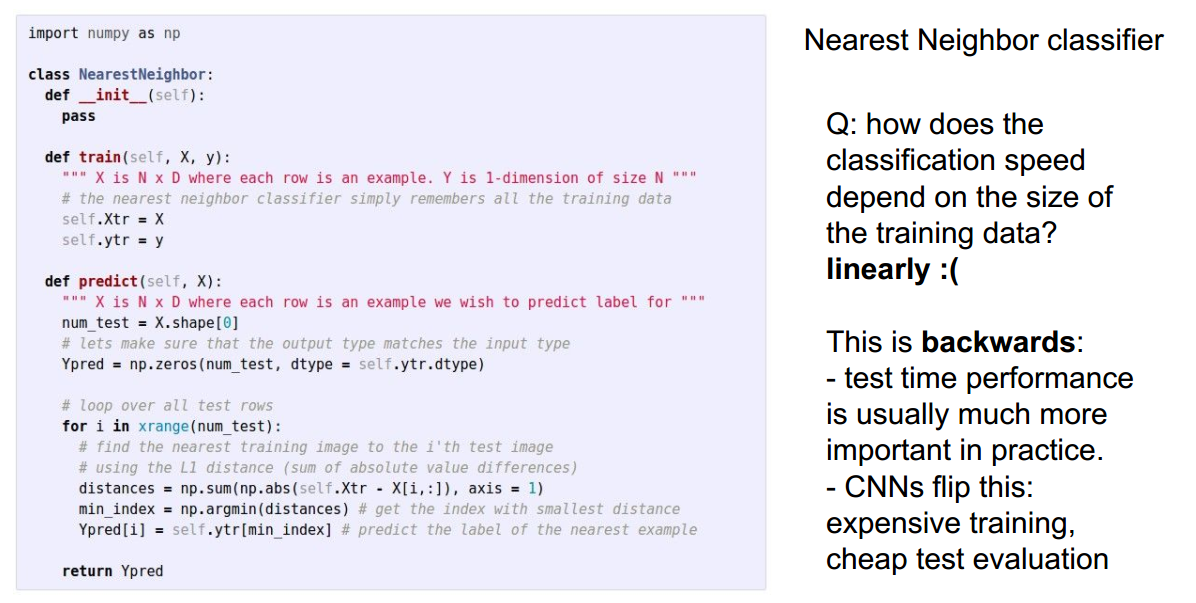 import numpy as np
class NearestNeighbor:
def __init__(self):
pass
def train(self, X, y):
""" X is N x D where each row is an example. Y is 1-dimension of size N """
# the nearest neighbor classifier simply remembers all the training data
self.Xtr = X
self.ytr = y
def predict(self, X):
""" X is N x D where each row is an example we wish to predict label for """
num_test = X.shape[0]
# lets make sure that the output type matches the input type
Ypred = np.zeros(num_test, dtype = self.ytr.dtype)
# loop over all test rows
for i in xrange(num_test):
# find the nearest training image to the i'th test image
# using the L1 distance (sum of absolute value differences)
distances = np.sum(np.abs(self.Xtr - X[i,:]), axis = 1)
min_index = np.argmin(distances) # get the index with smallest distance
Ypred[i] = self.ytr[min_index] # predict the label of the nearest example
return Ypred
Nearest Neighbor classifier
Q: how does the
classification speed
depend on the size of
the training data?
linearly :(
This is backwards:
- test time performance
is usually much more
important in practice.
- CNNs flip this:
expensive training,
cheap test evaluation